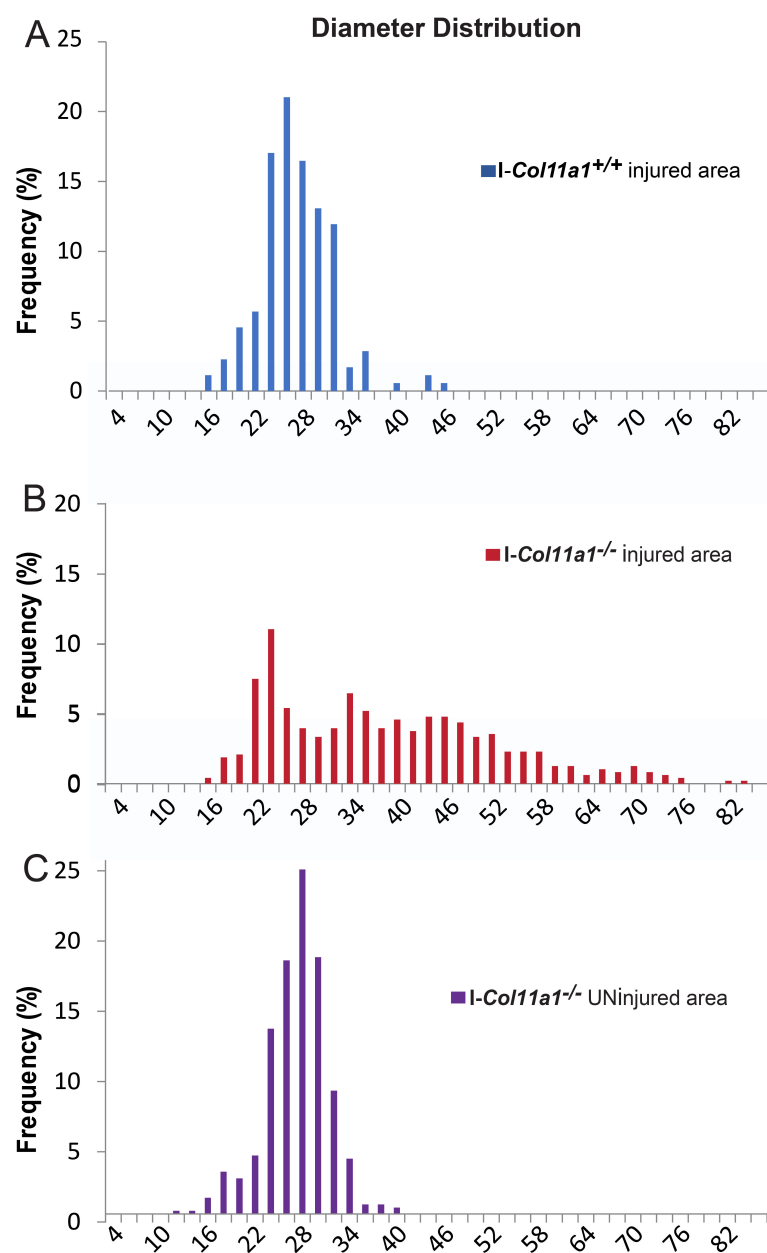 Diameter Distribution
A
25
20
15
10
5
0
Frequency (%)
I-Col11a1+/+ injured area
4 10 16 22 28 34 40 46 52 58 64 70 76 82
B
20
15
10
5
0
Frequency (%)
I-Col11a1-/- injured area
4 10 16 22 28 34 40 46 52 58 64 70 76 82
C
25
20
15
10
5
0
Frequency (%)
I-Col11a1-/- UNinjured area
4 10 16 22 28 34 40 46 52 58 64 70 76 82